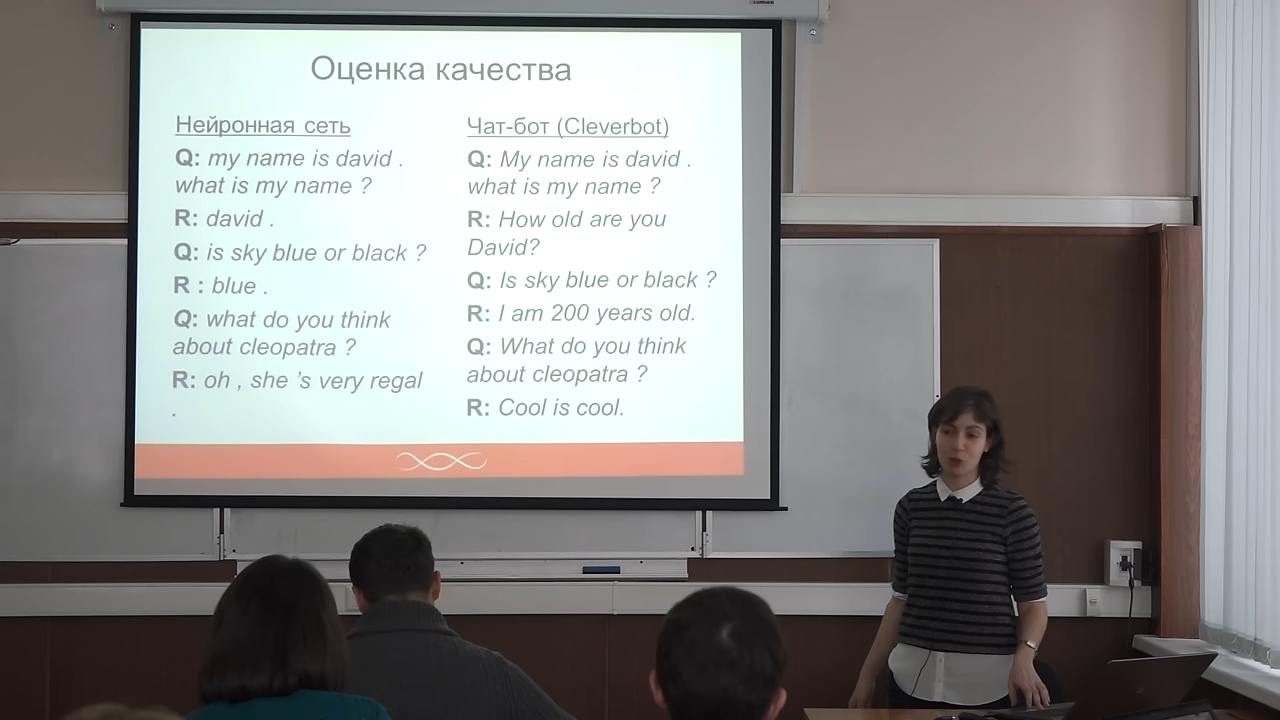 Оценка качества
Нейронная сеть
Q: my name is david .
what is my name ?
R: david .
Q: is sky blue or black ?
R : blue .
Q: what do you think
about cleopatra ?
R: oh , she 's very regal
.
Чат-бот (Cleverbot)
Q: My name is david .
what is my name ?
R: How old are you
David?
Q: Is sky blue or black ?
R: I am 200 years old.
Q: What do you think
about cleopatra ?
R: Cool is cool.